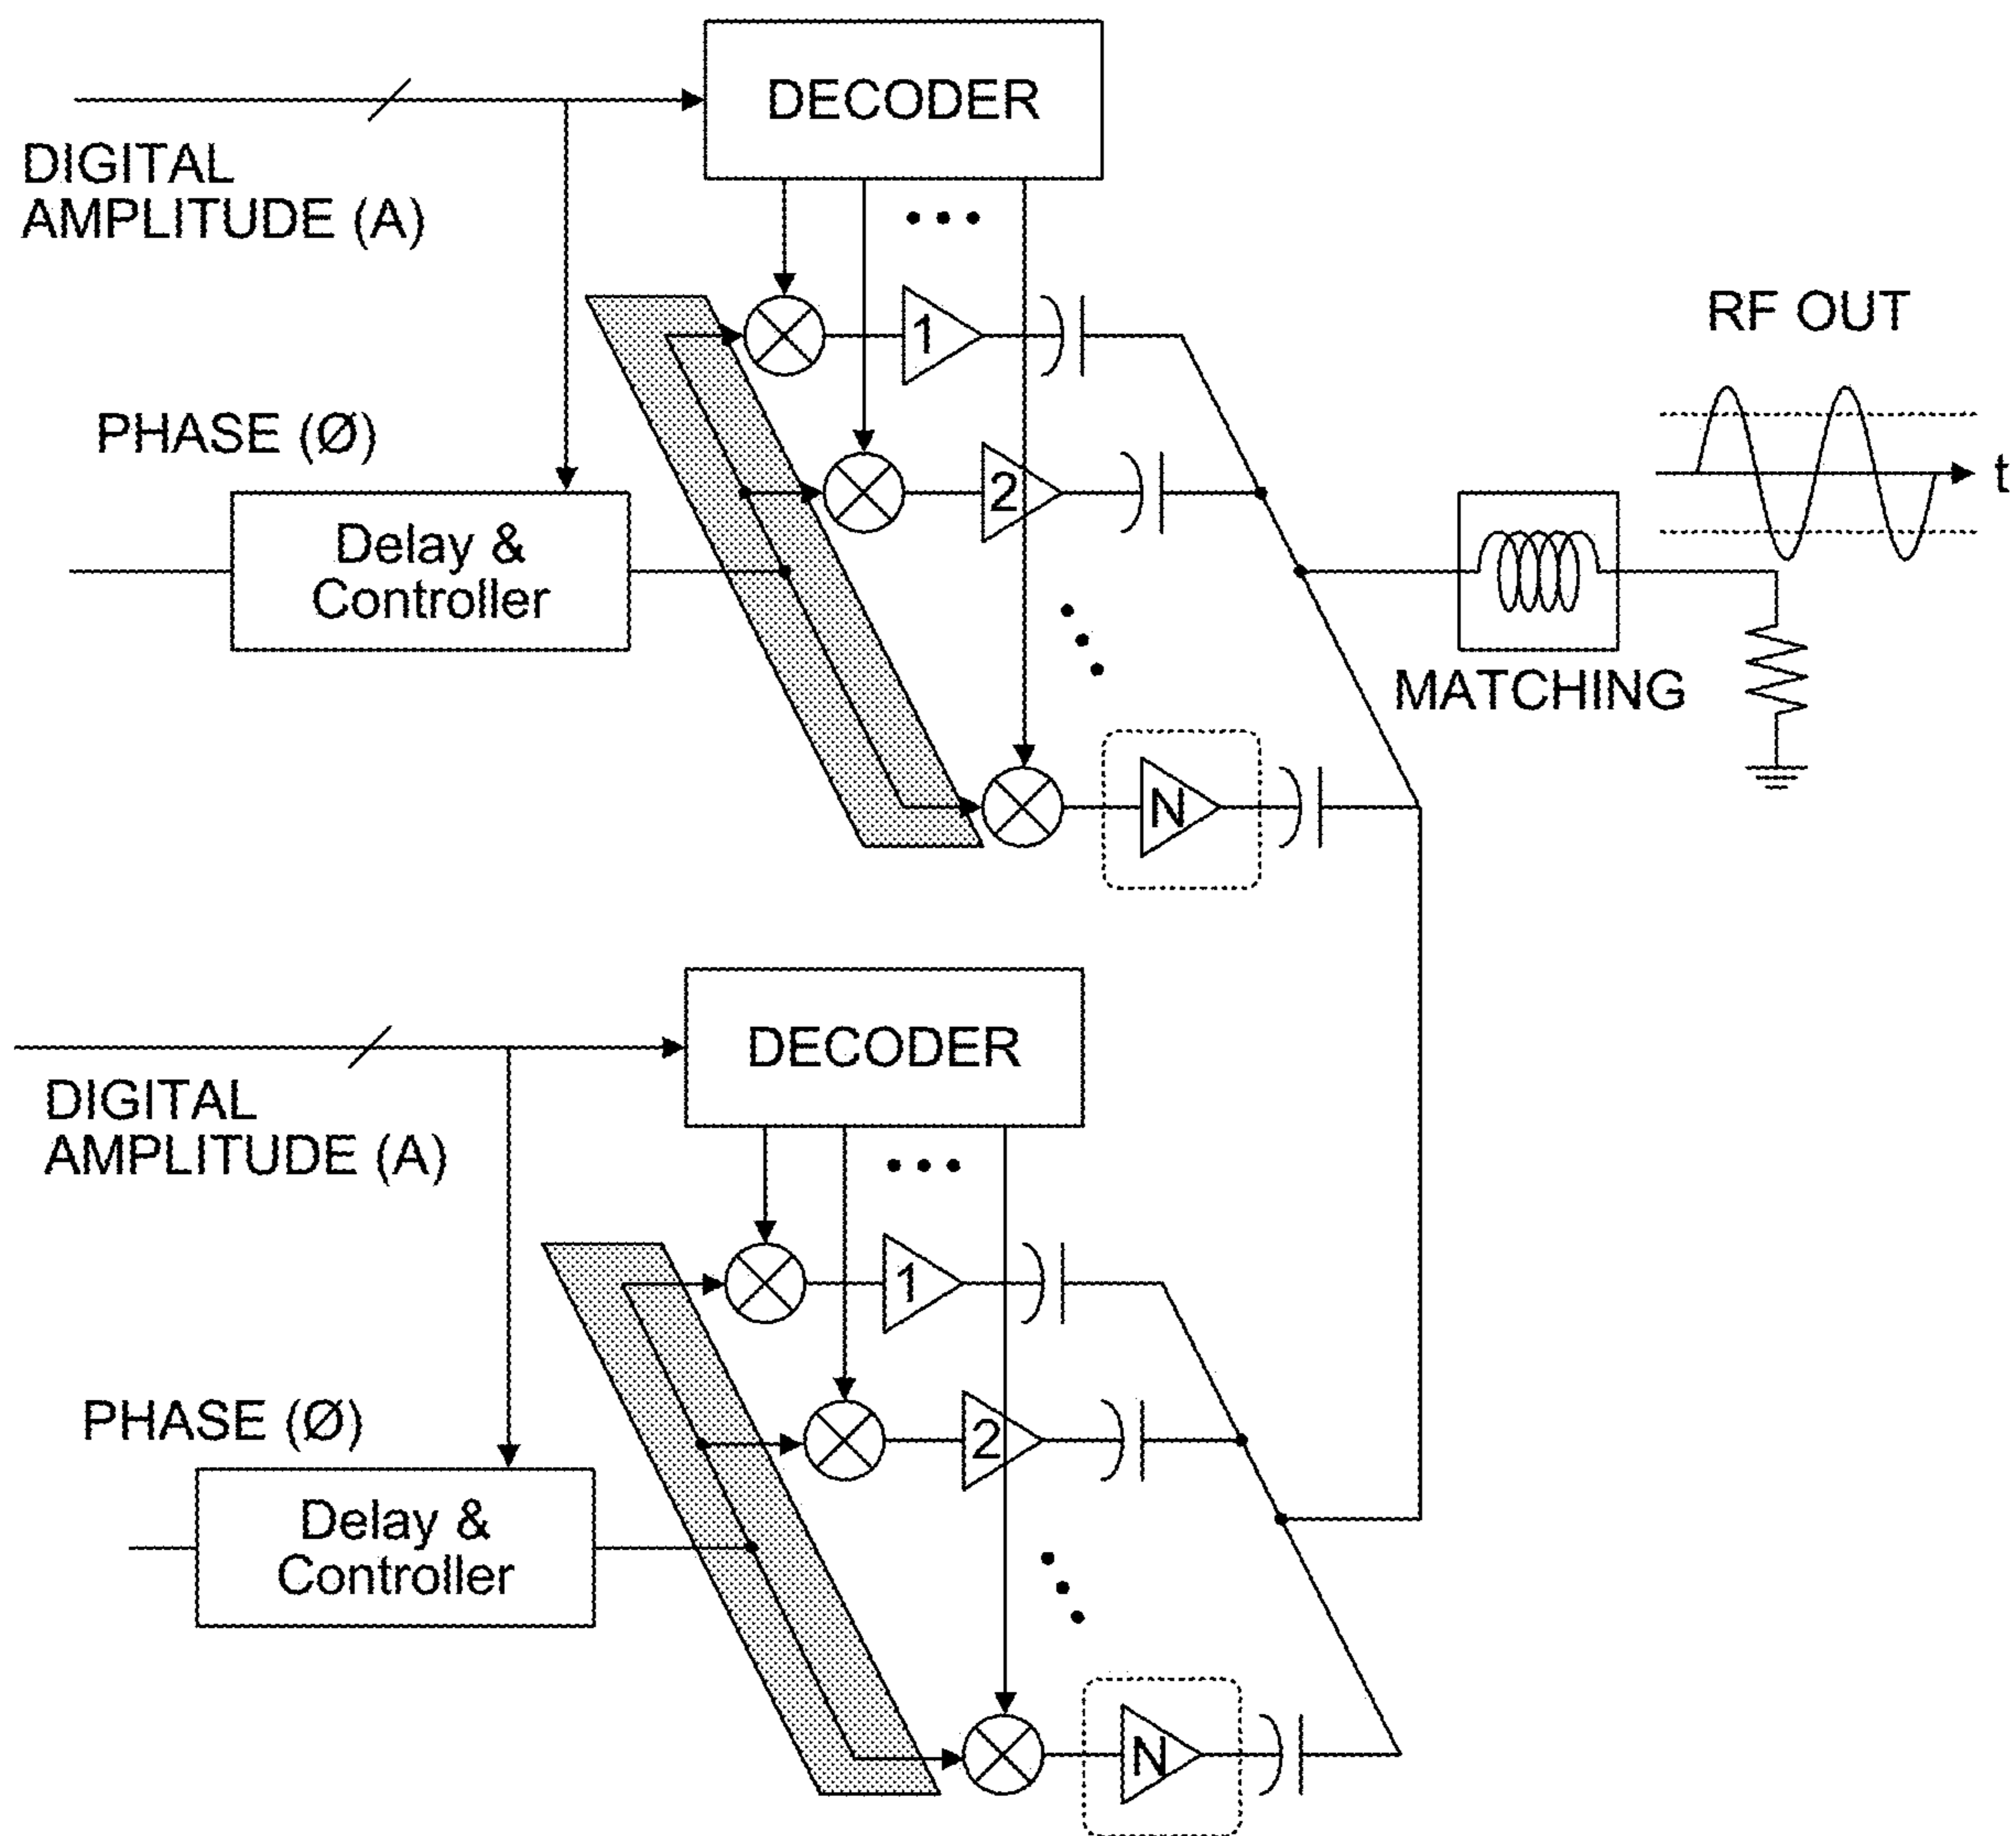 DECODER
DIGITAL
AMPLITUDE (A)
1
RF OUT
PHASE (Ø)
2
t
Delay &
Controller
MATCHING
N
DECODER
DIGITAL
AMPLITUDE (A)
1
PHASE (Ø)
2
Delay &
Controller
N